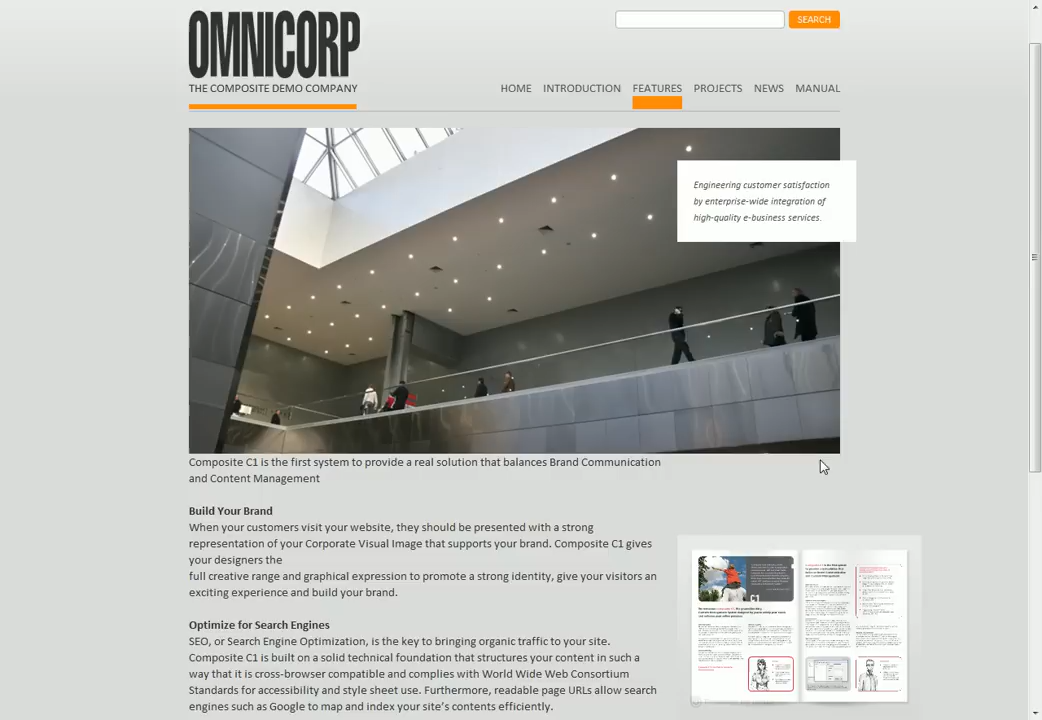 OMNICORP
THE COMPOSITE DEMO COMPANY
SEARCH
HOME INTRODUCTION FEATURES PROJECTS NEWS MANUAL
Engineering customer satisfaction
by enterprise-wide integration of
high-quality e-business services.
Composite C1 is the first system to provide a real solution that balances Brand Communication
and Content Management
Build Your Brand
When your customers visit your website, they should be presented with a strong
representation of your Corporate Visual Image that supports your brand. Composite C1 gives
your designers the
full creative range and graphical expression to promote a strong identity, give your visitors an
exciting experience and build your brand.
Optimize for Search Engines
SEO, or Search Engine Optimization, is the key to bringing organic traffic to your site.
Composite C1 is built on a solid technical foundation that structures your content in such a
way that it is cross-browser compatible and complies with World Wide Web Consortium
Standards for accessibility and style sheet use. Furthermore, readable page URLs allow search
engines such as Google to map and index your site's contents efficiently.
C1